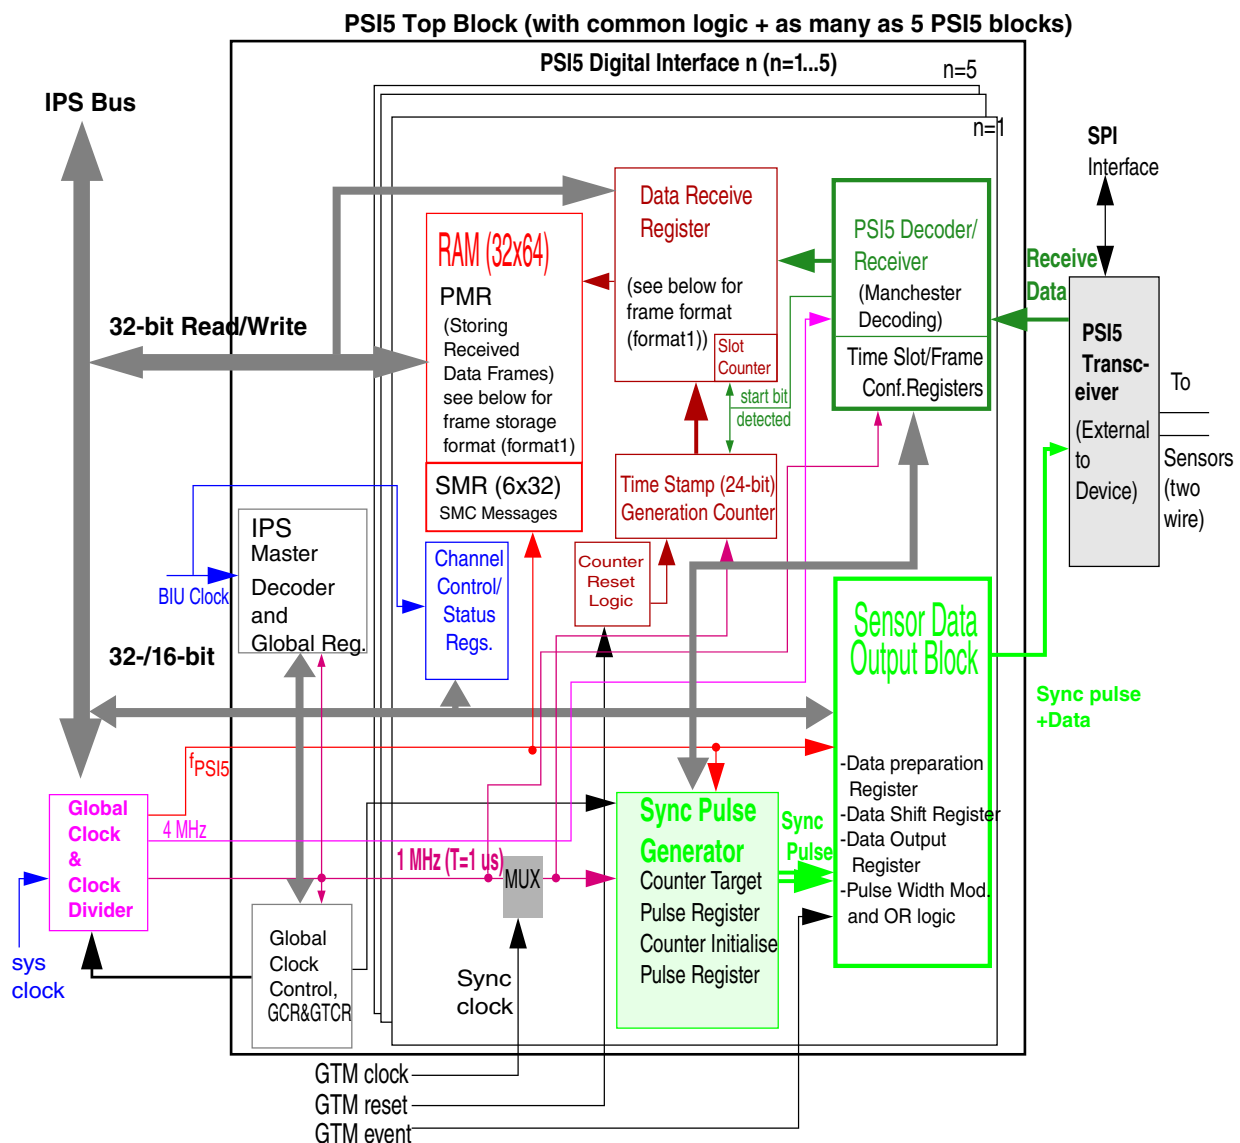 PSI5 Top Block (with common logic + as many as 5 PSI5 blocks)
PSI5 Digital Interface n (n=1...5)
n=5
n=1
IPS Bus
SPI
Interface
Data Receive
Register
(see below for
frame format
(format1))
Slot
Counter
PSI5 Decoder/
Receiver
(Manchester
Decoding)
Time Slot/Frame
Conf.Registers
Receive
Data
RAM (32x64)
PMR
(Storing
Received
Data Frames)
see below for
frame storage
format (format1)
SMR (6x32)
SMC Messages
32-bit Read/Write
start bit
detected
PSI5
Transc-
eiver
(External
to
Device)
To
Sensors
(two
wire)
Time Stamp (24-bit)
Generation Counter
IPS
Master
Decoder
and
Global Reg.
BIU Clock
Channel
Control/
Status
Regs.
Counter
Reset
Logic
32-/16-bit
Sensor Data
Output Block
-Data preparation
Register
-Data Shift Register
-Data Output
Register
-Pulse Width Mod.
and OR logic
Sync pulse
+Data
fPSI5
4 MHz
1 MHz (T=1 us)
Global
Clock
&
Clock
Divider
MUX
Sync Pulse
Generator
Counter Target
Pulse Register
Counter Initialise
Pulse Register
Sync
Pulse
sys
clock
Global
Clock
Control,
GCR&GTCR
Sync
clock
GTM clock
GTM reset
GTM event